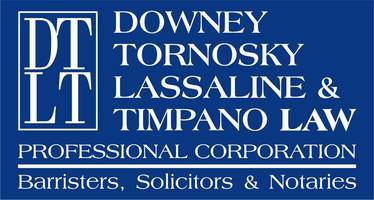 DT
LT
DOWNEY
TORNOSKY
LASSALINE &
TIMPANO LAW
PROFESSIONAL CORPORATION
Barristers, Solicitors & Notaries